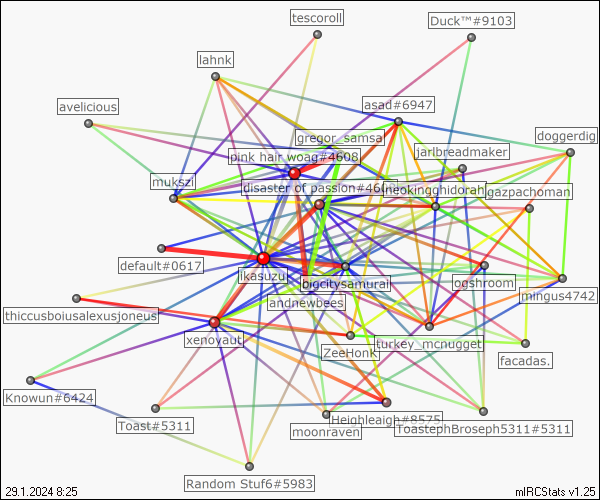 tescoroll
Duck™#9103
lahnk
avelicious
asad#6947
gregor_samsa
doggerdig
jarlbreadmaker
pink hair woag#4608
mukszi
disaster of passion#46
neokingghidorah
gazpachoman
default#0617
ikasuzu
bigcitysamurai
ogshroom
mingus4742
andnewbees
thiccusboiusalexusjoneus
xenoyaut
ZeeHonk
turkey_mcnugget
facadas.
Knowun#6424
Toast#5311
Heighleaigh#8575
moonraven
ToastephBroseph5311#5311
Random Stuf6#5983
29.1.2024 8:25
mIRCStats v1.25